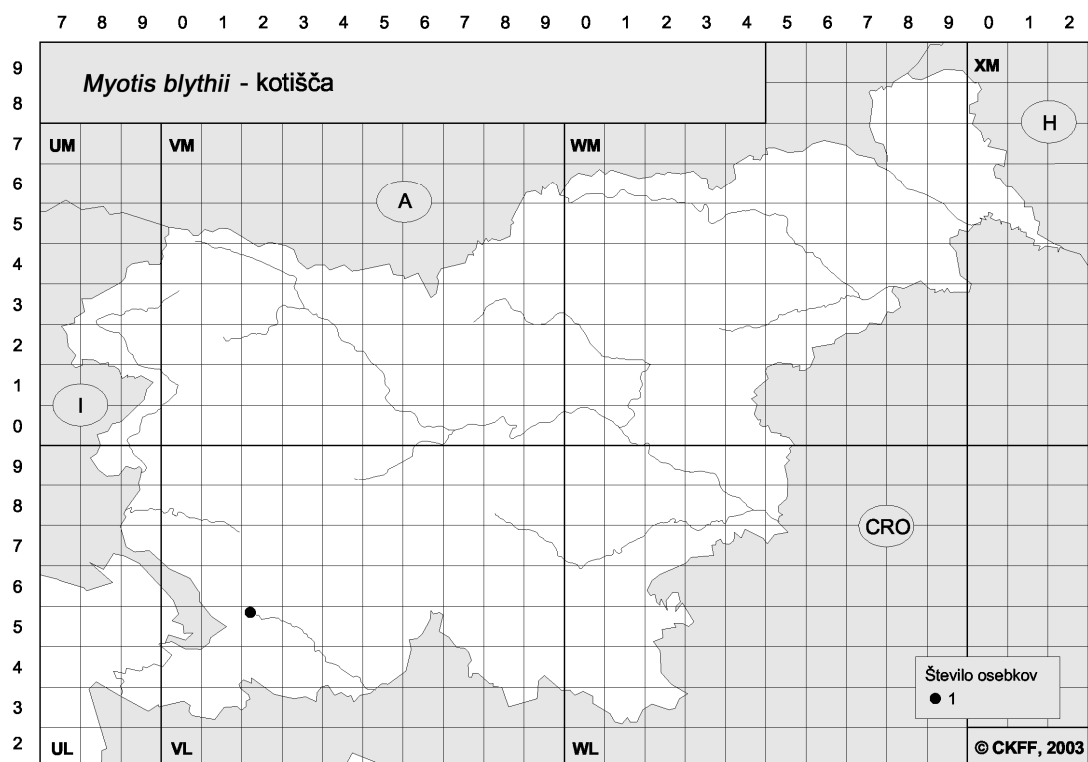 7 8 9 0 1 2 3 4 5 6 7 8 9 0 1 2 3 4 5 6 7 8 9 0 1 2
9
Myotis blythii - kotišča
XM
8
H
7
UM VM WM
6
A
5
4
3
2
1
I
0
9
8
CRO
7
6
5
4
Število osebkov
1
3
2
UL VL WL © CKFF, 2003